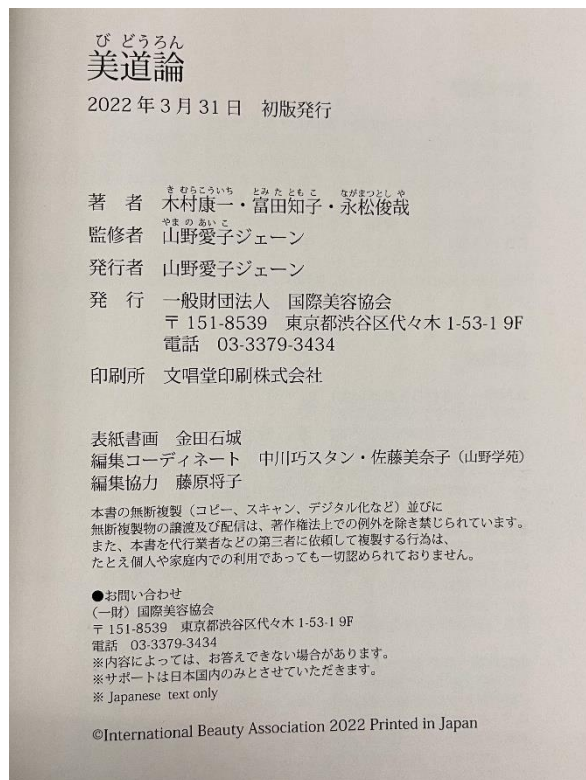 びどうろん
美道論
2022年3月31日　初版発行
きむらこういち　とみたともこ　ながまつとしや
著　者　木村康一・富田知子・永松俊哉
やまのあいこ
監修者　山野愛子ジェーン
発行者　山野愛子ジェーン
発　行　一般財団法人　国際美容協会
〒151-8539　東京都渋谷区代々木1-53-1 9F
電話　03-3379-3434
印刷所　文唱堂印刷株式会社
表紙書画　金田石城
編集コーディネート　中川巧スタン・佐藤美奈子（山野学苑）
編集協力　藤原将子
本書の無断複製（コピー、スキャン、デジタル化など）並びに
無断複製物の譲渡及び配信は、著作権法上での例外を除き禁じられています。
また、本書を代行業者などの第三者に依頼して複製する行為は、
たとえ個人や家庭内での利用であっても一切認められておりません。
●お問い合わせ
（一財）国際美容協会
〒151-8539　東京都渋谷区代々木1-53-1 9F
電話　03-3379-3434
※内容によっては、お答えできない場合があります。
※サポートは日本国内のみとさせていただきます。
※ Japanese text only
©International Beauty Association 2022 Printed in Japan